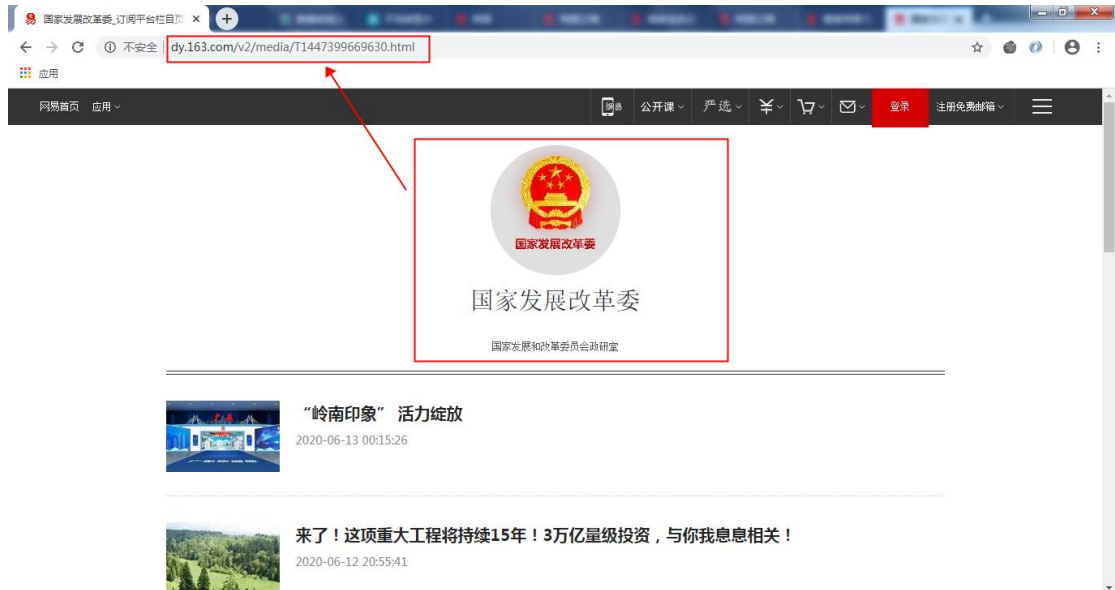 国家发展改革委_订阅平台栏目页
不安全 dy.163.com/v2/media/T1447399669630.html
应用
网易首页 应用 公开课 严选 登录 注册免费邮箱
国家发展改革委
国家发展改革委
国家发展和改革委员会政研室
“岭南印象” 活力绽放
2020-06-13 00:15:26
来了！这项重大工程将持续15年！3万亿量级投资，与你我息息相关！
2020-06-12 20:55:41